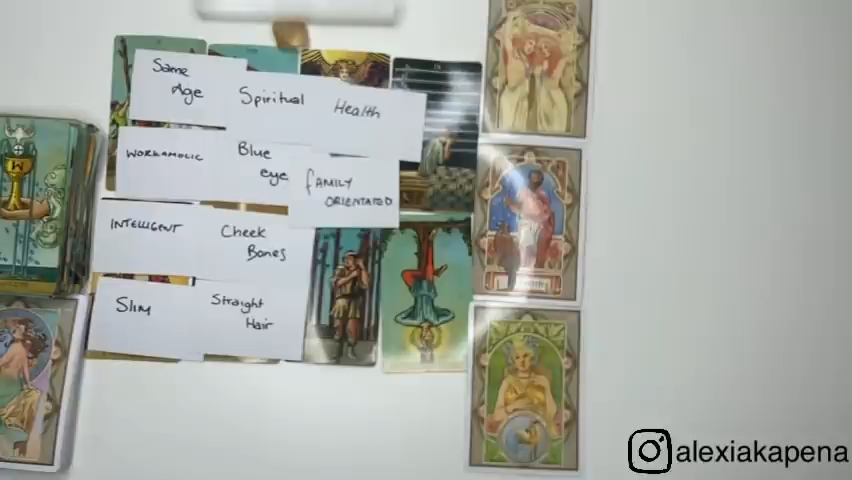 Same
Age
Spiritual
Health
WORKAHOLIC
Blue
eye
fAMILY
ORIENTATED
INTELLIGENT
Cheek
Bones
Slim
Straight
Hair
alexiakapena